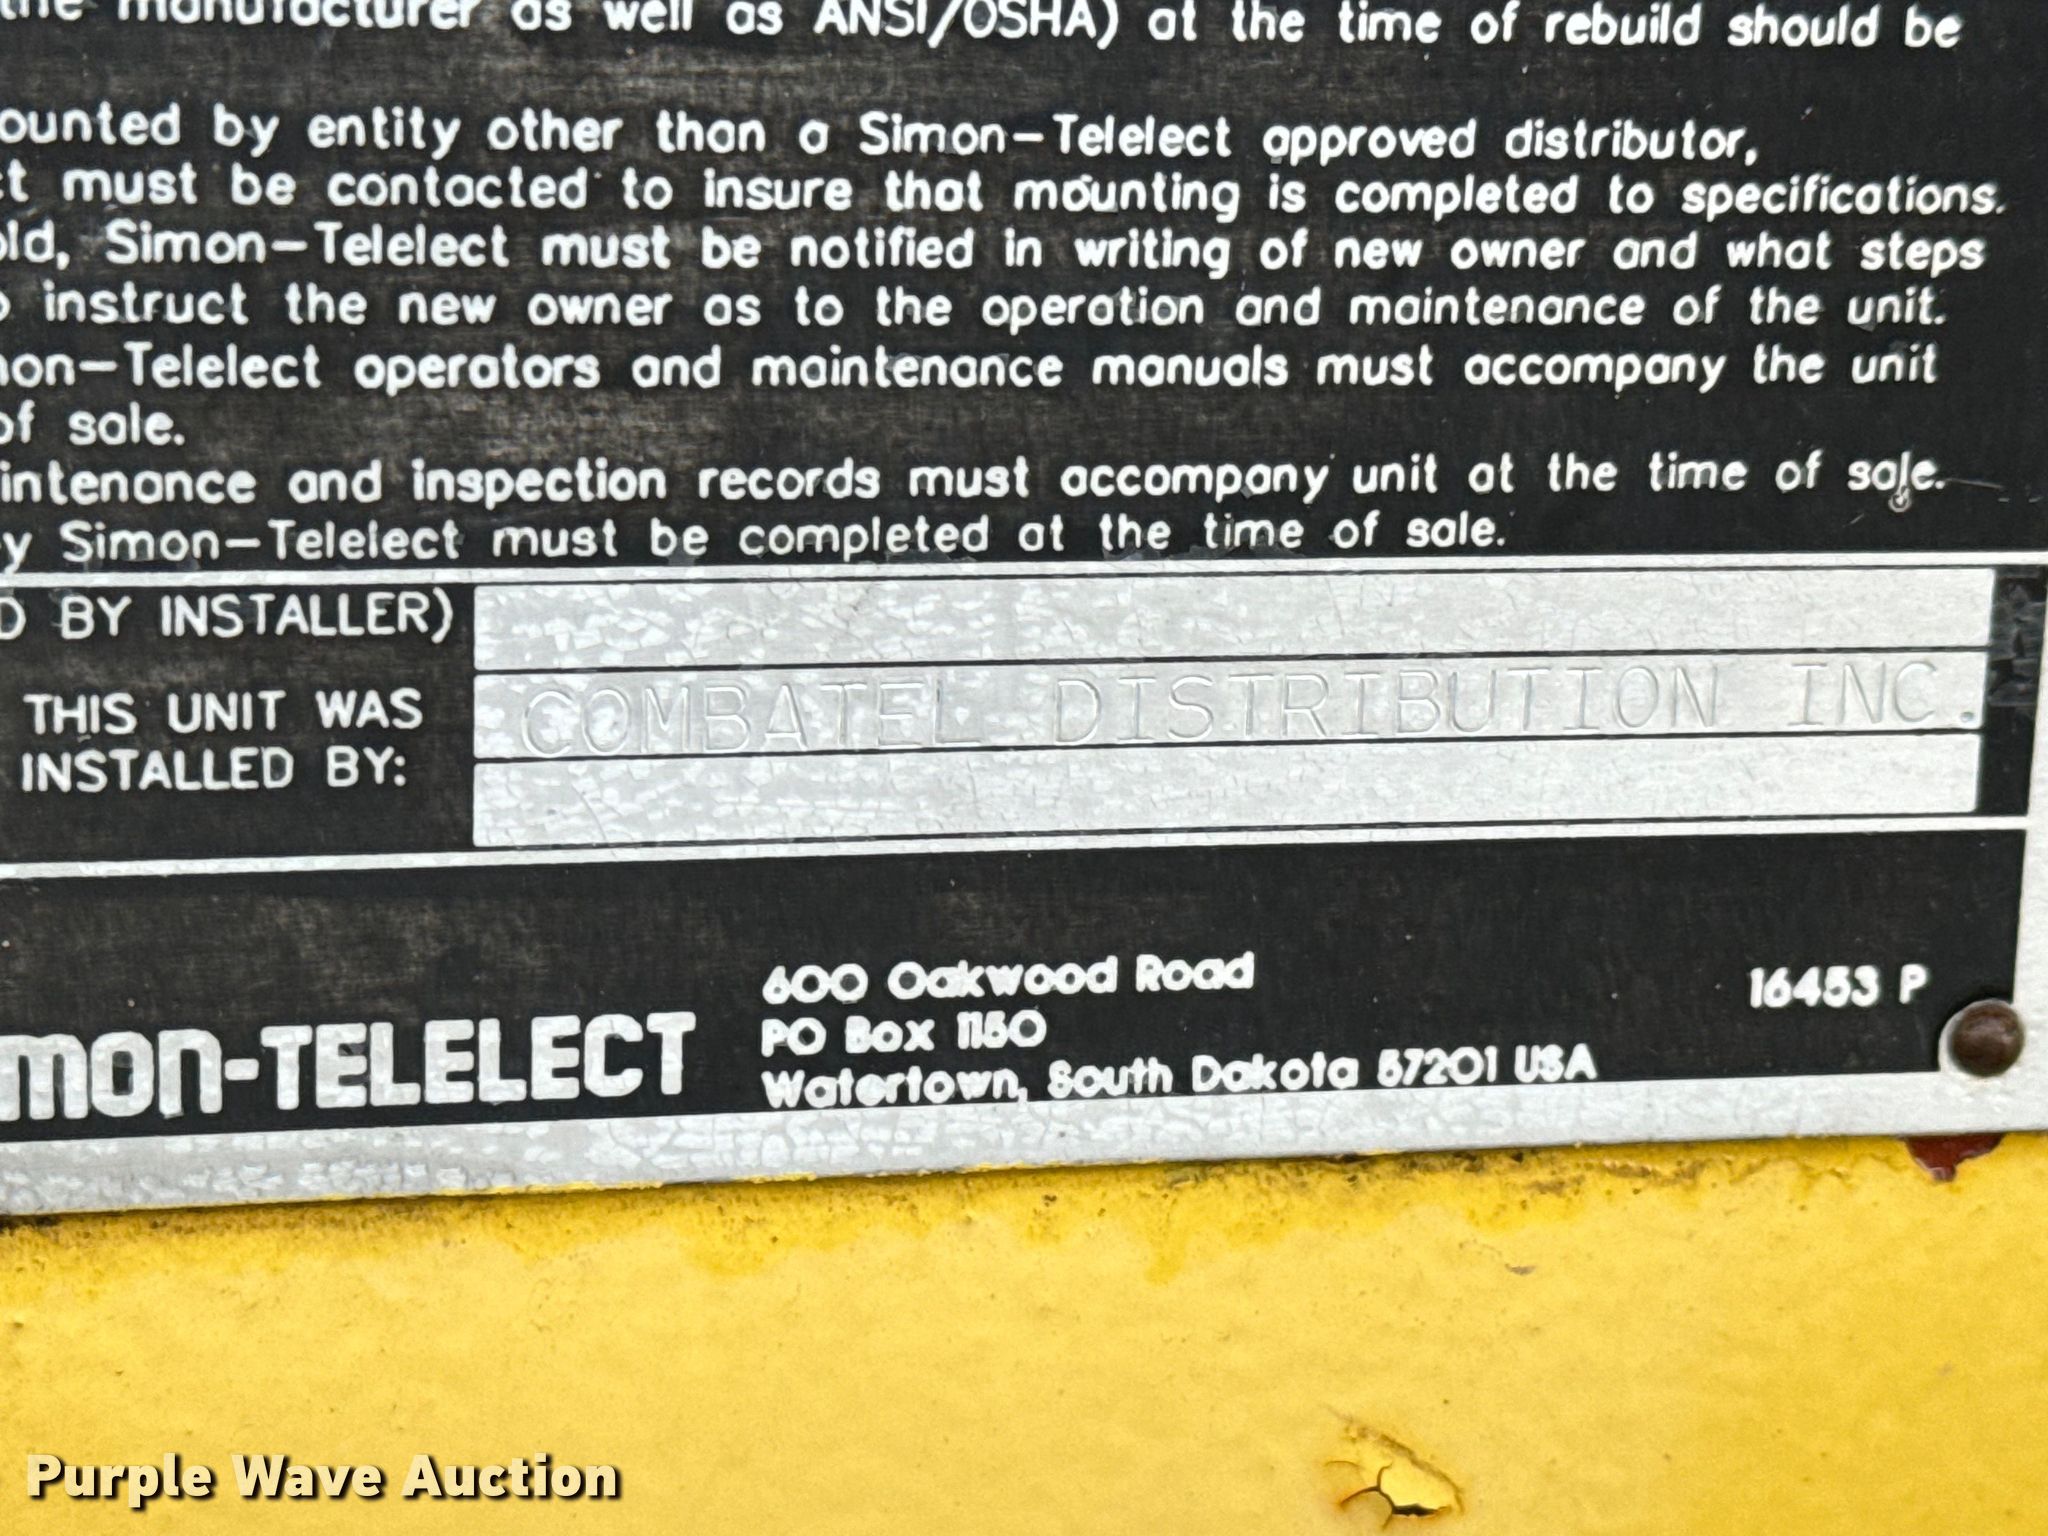 the manufacturer as well as ANSI/OSHA) at the time of rebuild should be
ounted by entity other than a Simon-Telelect approved distributor,
ct must be contacted to insure that mounting is completed to specifications.
old, Simon-Telelect must be notified in writing of new owner and what steps
o instruct the new owner as to the operation and maintenance of the unit.
mon-Telelect operators and maintenance manuals must accompany the unit
of sale.
intenance and inspection records must accompany unit at the time of sale.
y Simon-Telelect must be completed at the time of sale.
D BY INSTALLER)
THIS UNIT WAS
INSTALLED BY:
COMBATEL DISTRIBUTION INC.
mon-TELELECT
600 Oakwood Road
PO Box 1150
Watertown, South Dakota 57201 USA
16453 P
Purple Wave Auction